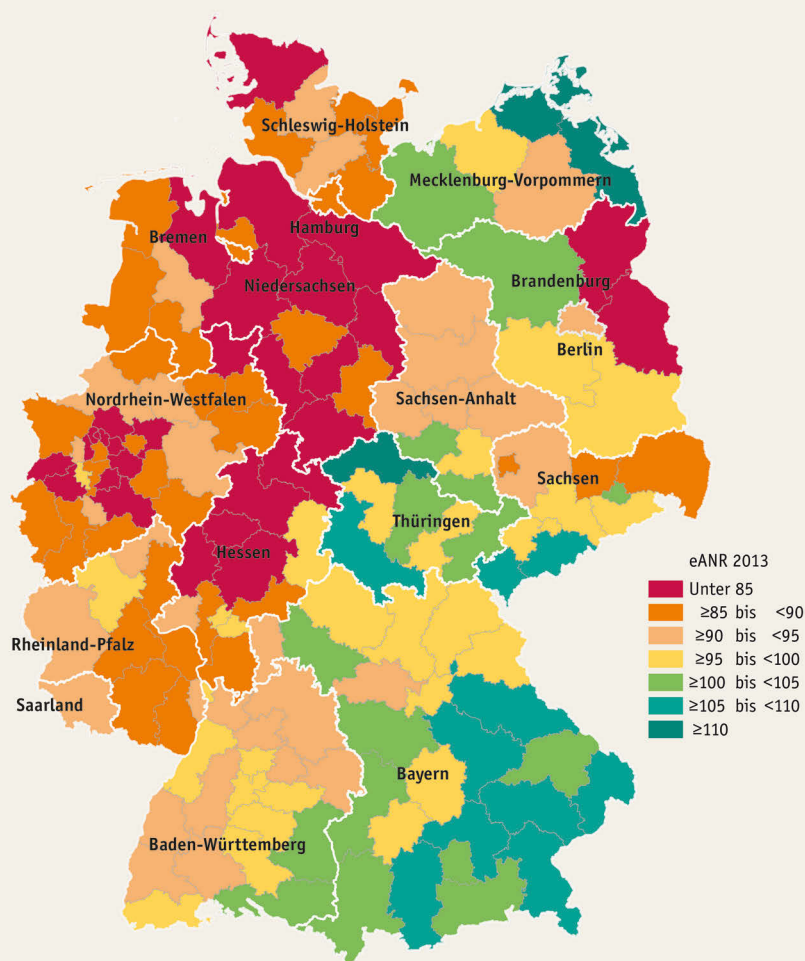 Schleswig-Holstein
Mecklenburg-Vorpommern
Hamburg
Bremen
Niedersachsen
Brandenburg
Berlin
Nordrhein-Westfalen
Sachsen-Anhalt
Sachsen
Thüringen
Hessen
Rheinland-Pfalz
Saarland
Bayern
Baden-Württemberg
eANR 2013
Unter 85
≥85 bis <90
≥90 bis <95
≥95 bis <100
≥100 bis <105
≥105 bis <110
≥110